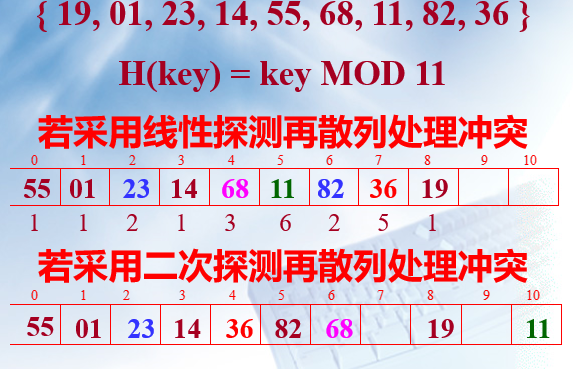 { 19, 01, 23, 14, 55, 68, 11, 82, 36 }
H(key) = key MOD 11
若采用线性探测再散列处理冲突
0 1 2 3 4 5 6 7 8 9 10
55 01 23 14 68 11 82 36 19
1 1 2 1 3 6 2 5 1
若采用二次探测再散列处理冲突
0 1 2 3 4 5 6 7 8 9 10
55 01 23 14 36 82 68 19 11